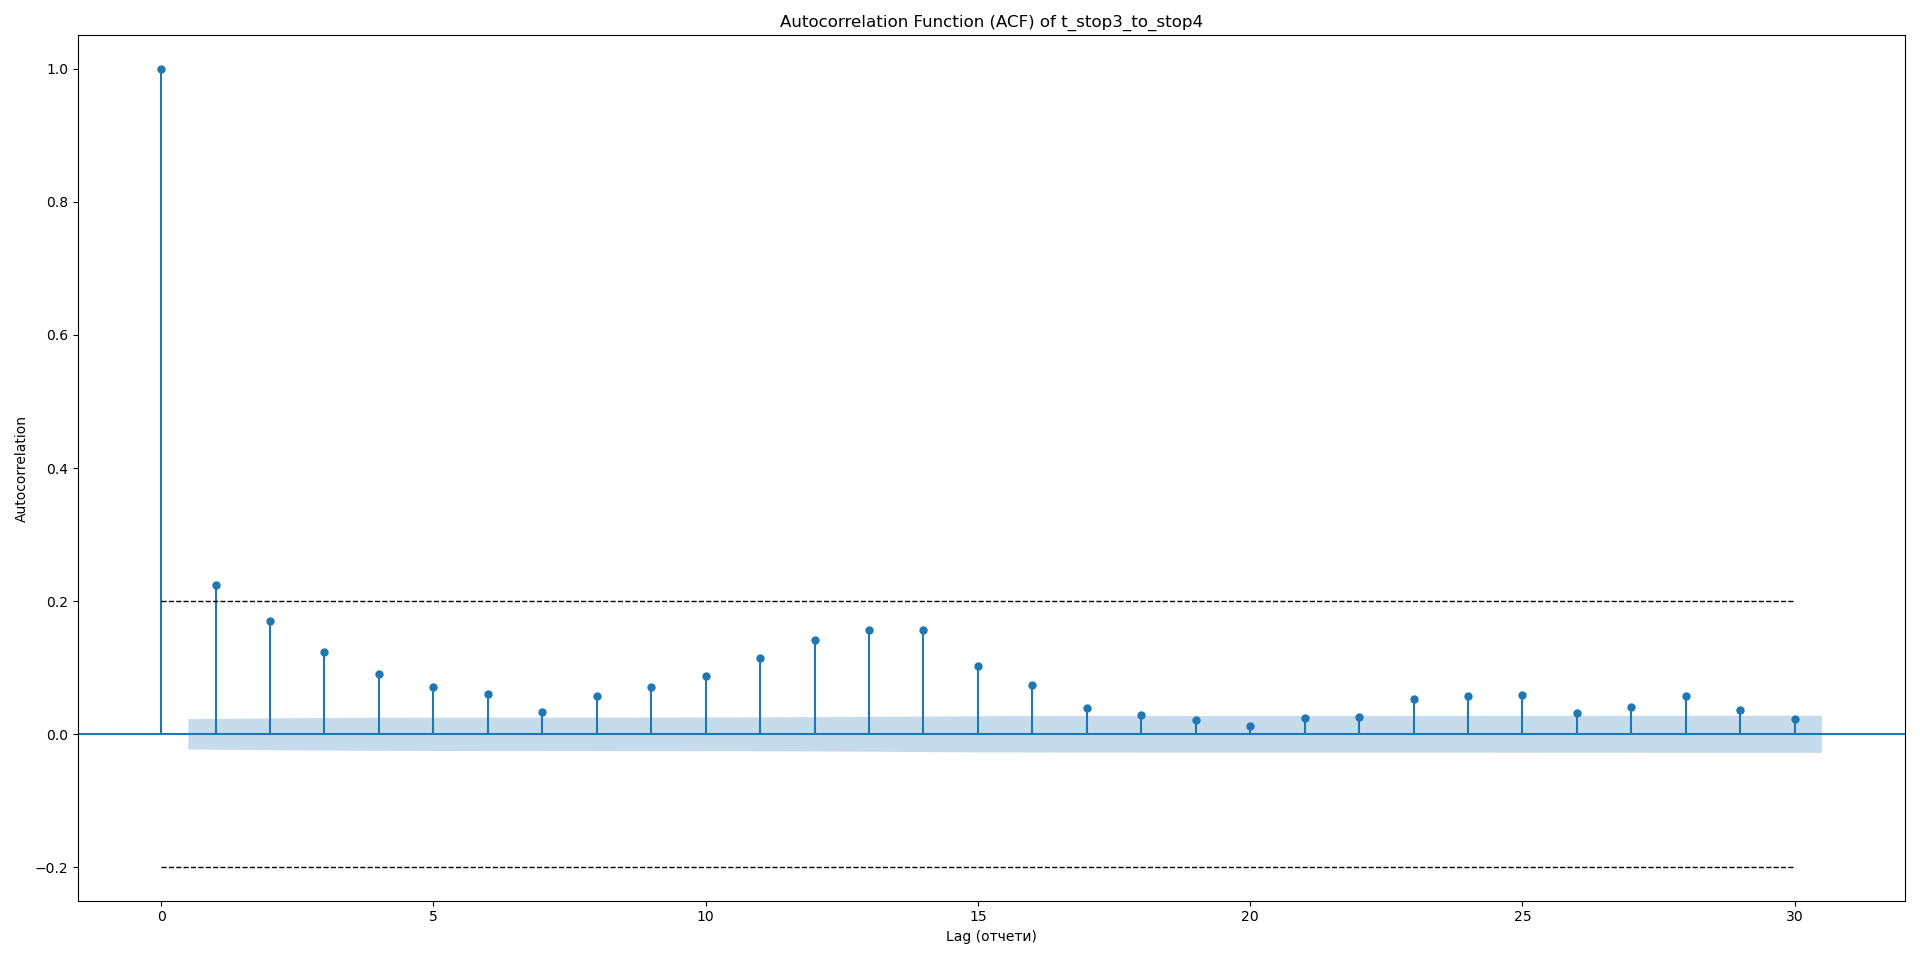 Autocorrelation Function (ACF) of t_stop3_to_stop4
1.0
0.8
0.6
0.4
0.2
0.0
−0.2
Autocorrelation
0 5 10 15 20 25 30
Lag (отчети)